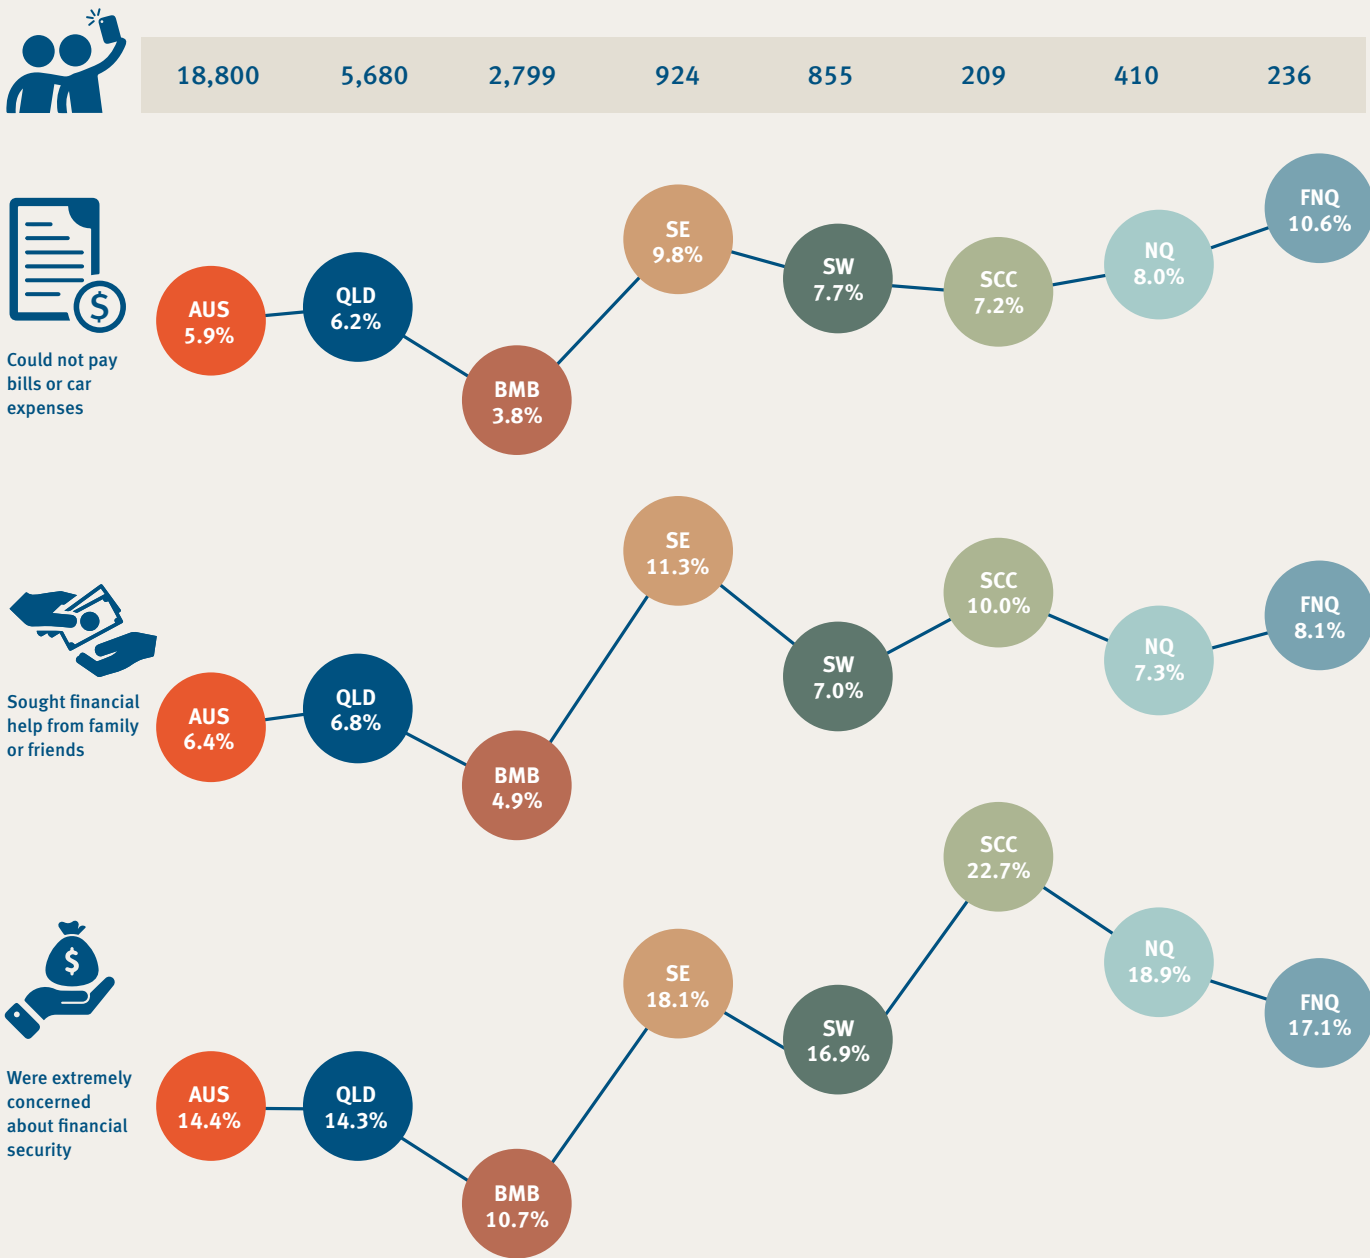 18,800 5,680 2,799 924 855 209 410 236
$
Could not pay
bills or car
expenses
AUS
5.9%
QLD
6.2%
BMB
3.8%
SE
9.8%
SW
7.7%
SCC
7.2%
NQ
8.0%
FNQ
10.6%
Sought financial
help from family
or friends
AUS
6.4%
QLD
6.8%
BMB
4.9%
SE
11.3%
SW
7.0%
SCC
10.0%
NQ
7.3%
FNQ
8.1%
$
Were extremely
concerned
about financial
security
AUS
14.4%
QLD
14.3%
BMB
10.7%
SE
18.1%
SW
16.9%
SCC
22.7%
NQ
18.9%
FNQ
17.1%